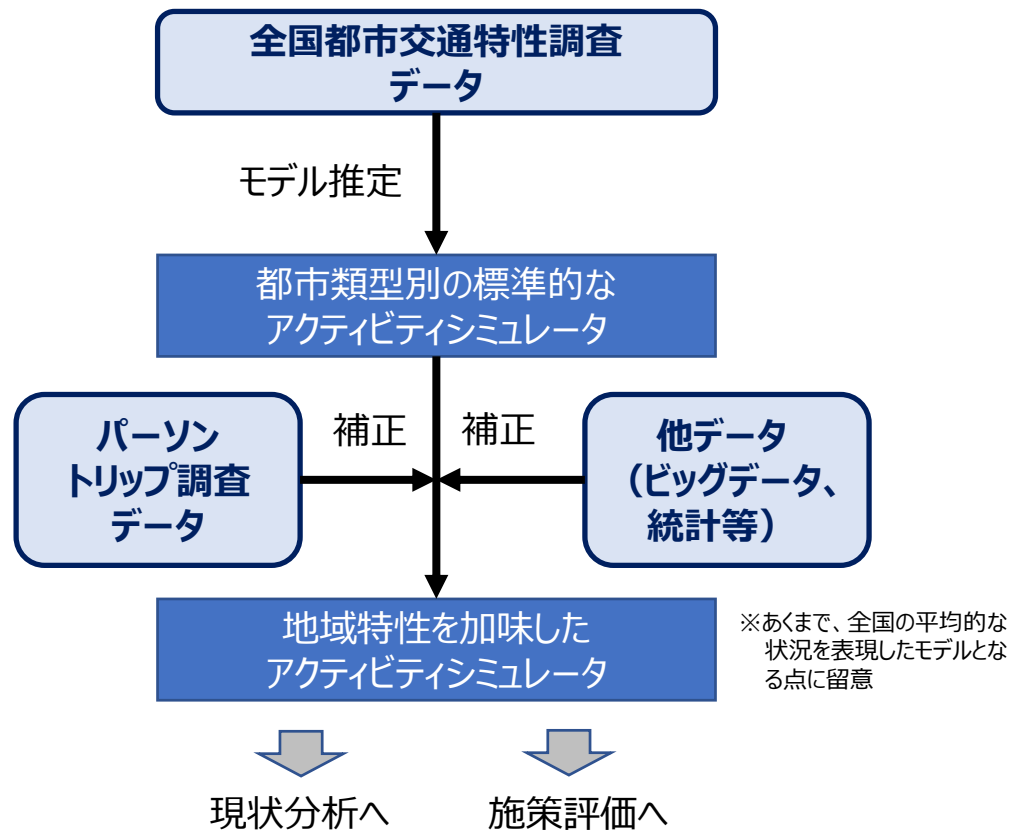 全国都市交通特性調査
データ
モデル推定
都市類型別の標準的な
アクティビティシミュレータ
パーソン
トリップ調査
データ
補正
補正
他データ
（ビッグデータ、
統計等）
地域特性を加味した
アクティビティシミュレータ
※あくまで、全国の平均的な
状況を表現したモデルとな
る点に留意
現状分析へ
施策評価へ